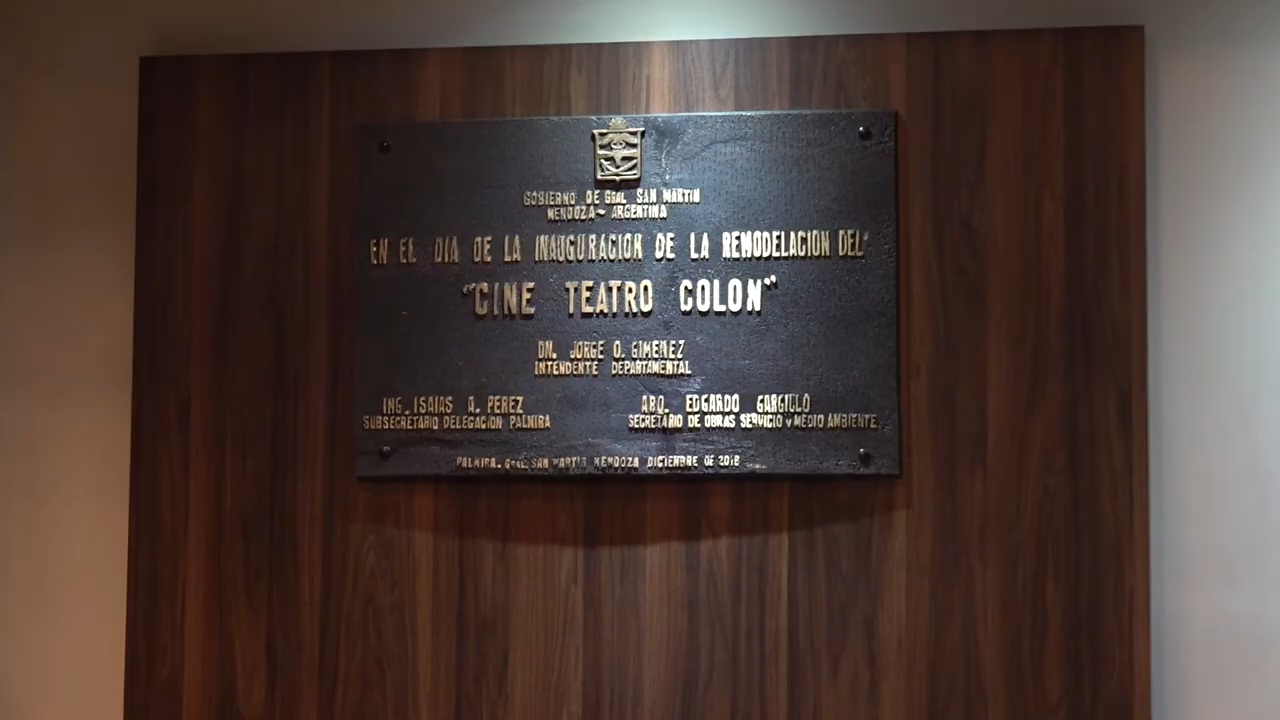 GOBIERNO DE GRAL SAN MARTIN
MENDOZA - ARGENTINA
EN EL DIA DE LA INAUGURACION DE LA REMODELACION DEL
"CINE TEATRO COLON"
DN. JORGE O. GIMENEZ
INTENDENTE DEPARTAMENTAL
ING. ISAIAS A. PEREZ
SUBSECRETARIO DELEGACION PALMIRA
ARQ. EDGARDO GARGIULO
SECRETARIO DE OBRAS SERVICIO Y MEDIO AMBIENTE
PALMIRA. GRAL. SAN MARTIN MENDOZA DICIEMBRE DE 2018